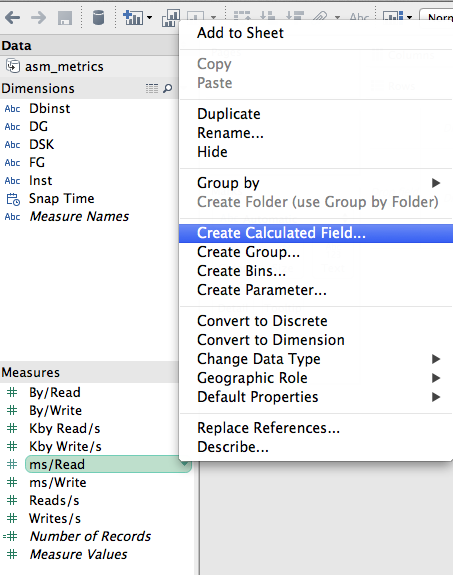 Abc
Norm
Data
asm_metrics
Dimensions
Abc Dbinst
Abc DG
Abc DSK
Abc FG
Abc Inst
Snap Time
Abc Measure Names
Measures
# By/Read
# By/Write
# Kby Read/s
# Kby Write/s
# ms/Read
# ms/Write
# Reads/s
# Writes/s
=# Number of Records
# Measure Values
Add to Sheet
Copy
Paste
Duplicate
Rename...
Hide
Group by
Create Folder (use Group by Folder)
Create Calculated Field...
Create Group...
Create Bins...
Create Parameter...
Convert to Discrete
Convert to Dimension
Change Data Type
Geographic Role
Default Properties
Replace References...
Describe...